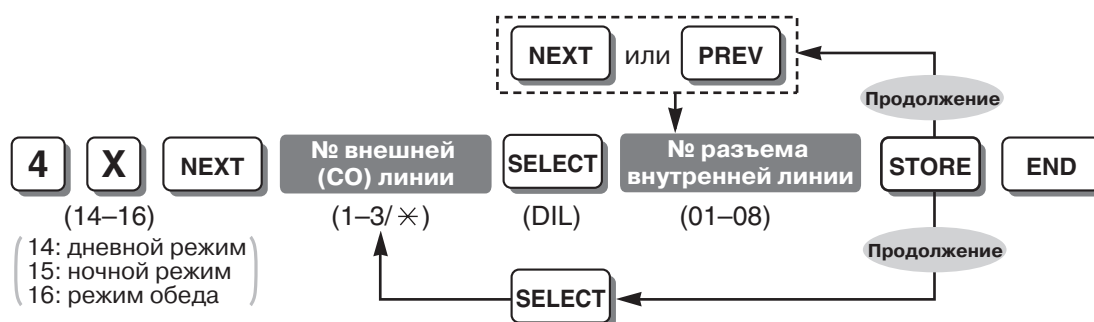 NEXT или PREV
Продолжение
4 X NEXT № внешней (CO) линии SELECT № разъема внутренней линии STORE END
(14–16) (1–3/✳) (DIL) (01–08)
14: дневной режим
15: ночной режим
16: режим обеда
Продолжение
SELECT